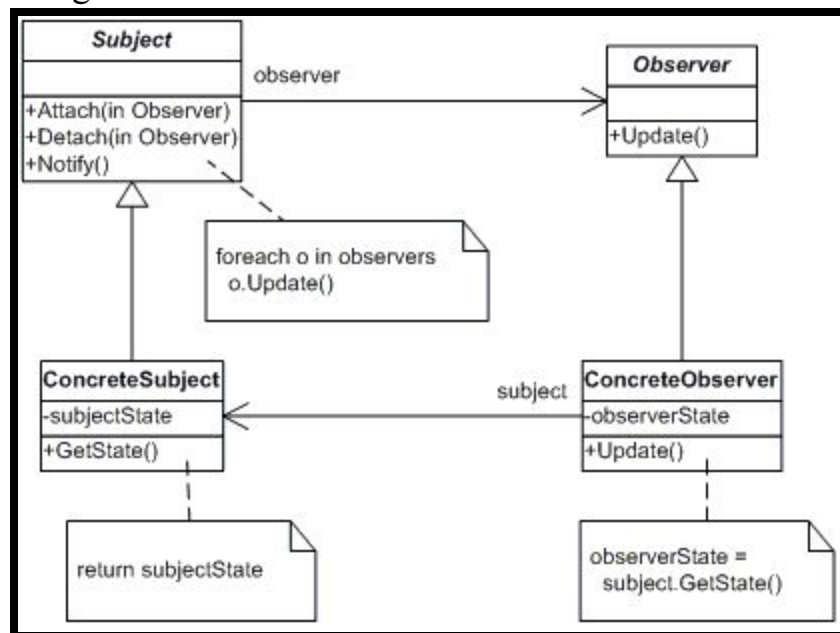 Subject
+Attach(in Observer)
+Detach(in Observer)
+Notify()
observer
Observer
+Update()
foreach o in observers
o.Update()
ConcreteSubject
-subjectState
+GetState()
subject
ConcreteObserver
-observerState
+Update()
return subjectState
observerState =
subject.GetState()